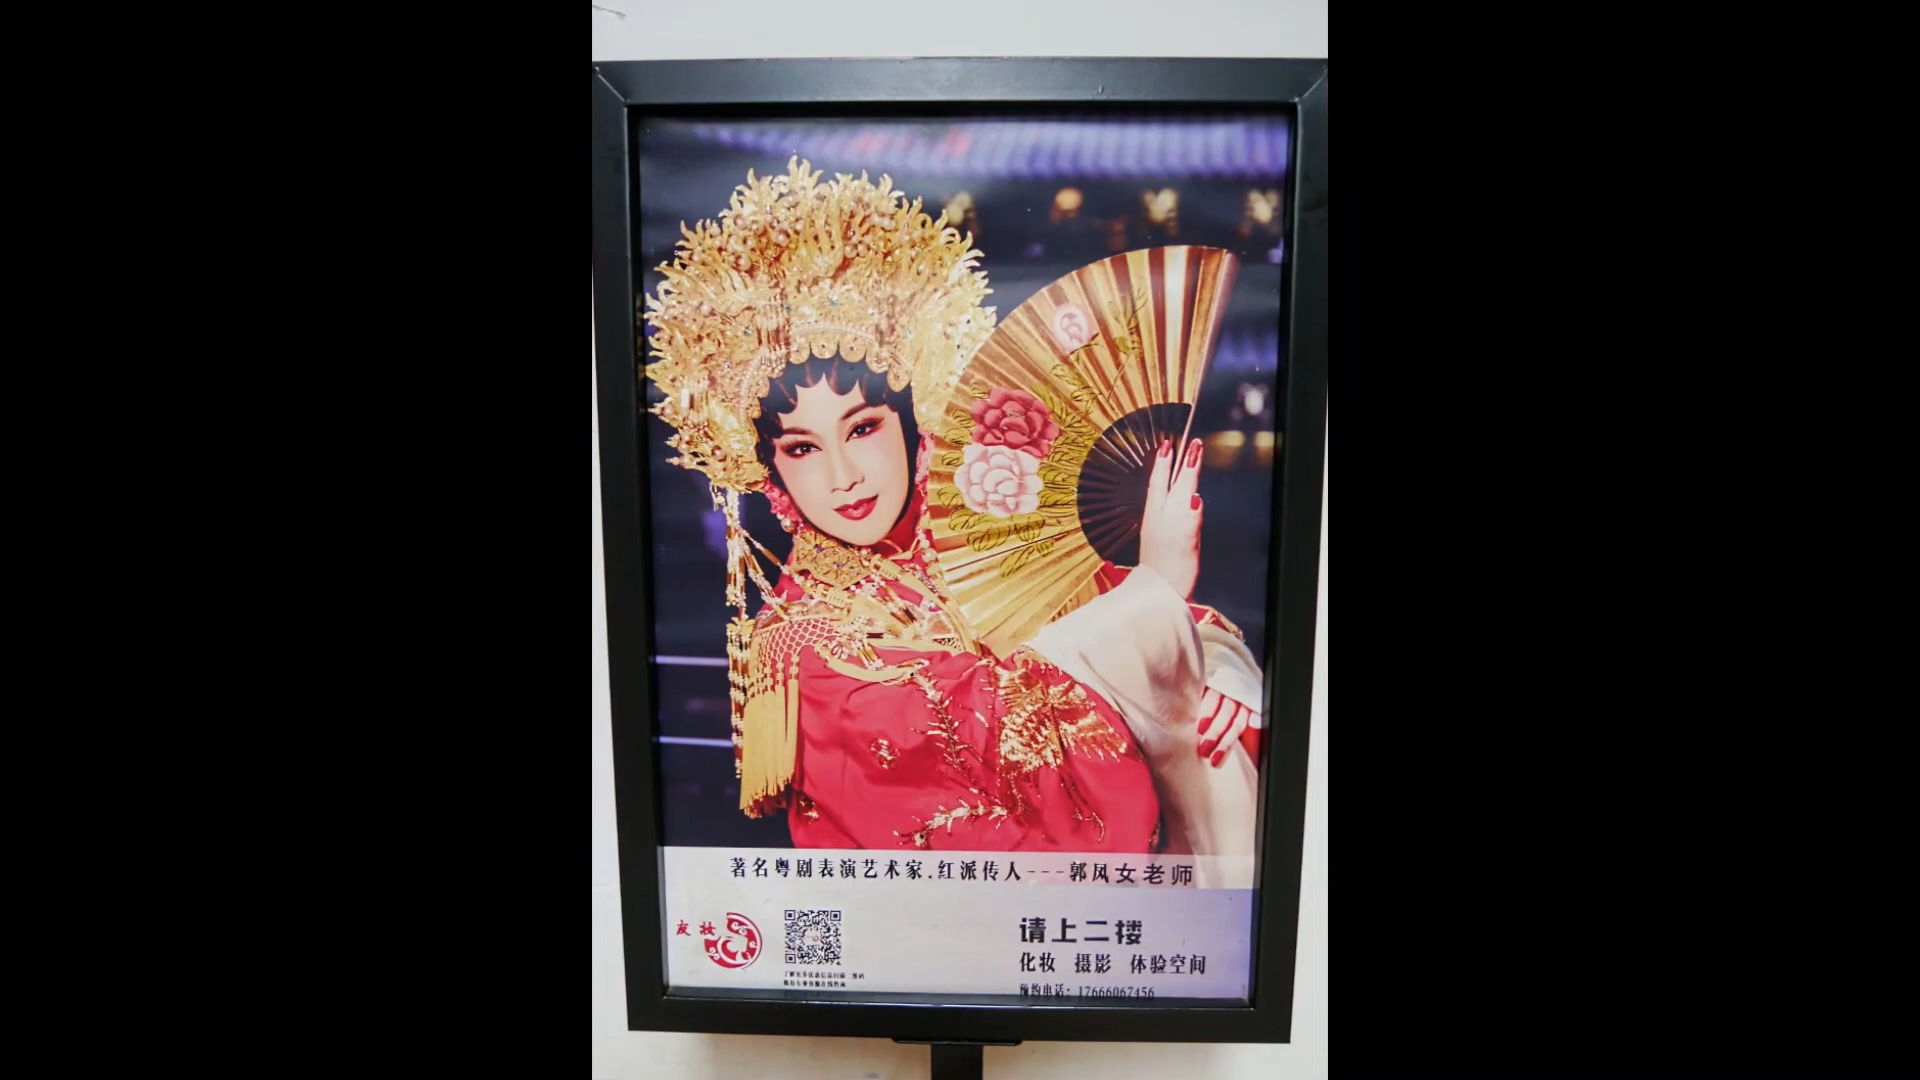 著名粤剧表演艺术家.红派传人---郭凤女老师
友妆
请上二楼
化妆 摄影 体验空间
预约电话：17666067456